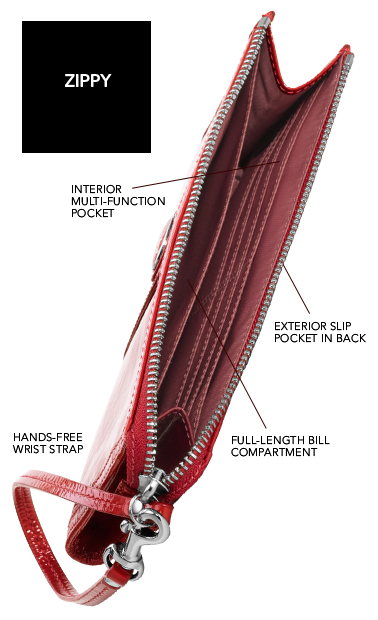 ZIPPY
INTERIOR
MULTI-FUNCTION
POCKET
EXTERIOR SLIP
POCKET IN BACK
HANDS-FREE
WRIST STRAP
FULL-LENGTH BILL
COMPARTMENT